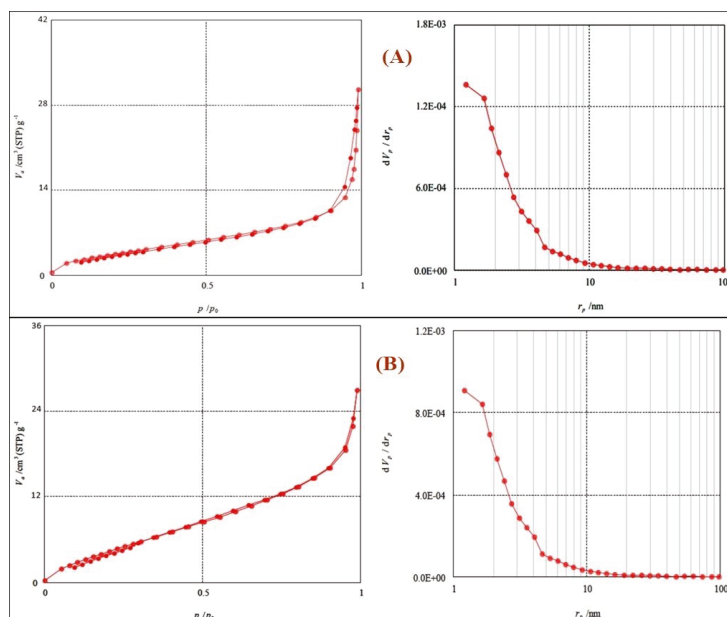 42
28
14
0
0
0.5
1
Va /cm³ (STP) g⁻¹
p /p₀
(A)
1.8E-03
1.2E-04
6.0E-04
0.0E+00
1
10
100
dVp / drp
rp /nm
36
24
12
0
0
0.5
1
Va /cm³ (STP) g⁻¹
(B)
1.2E-03
8.0E-04
4.0E-04
0.0E+00
1
10
100
dVp / drp